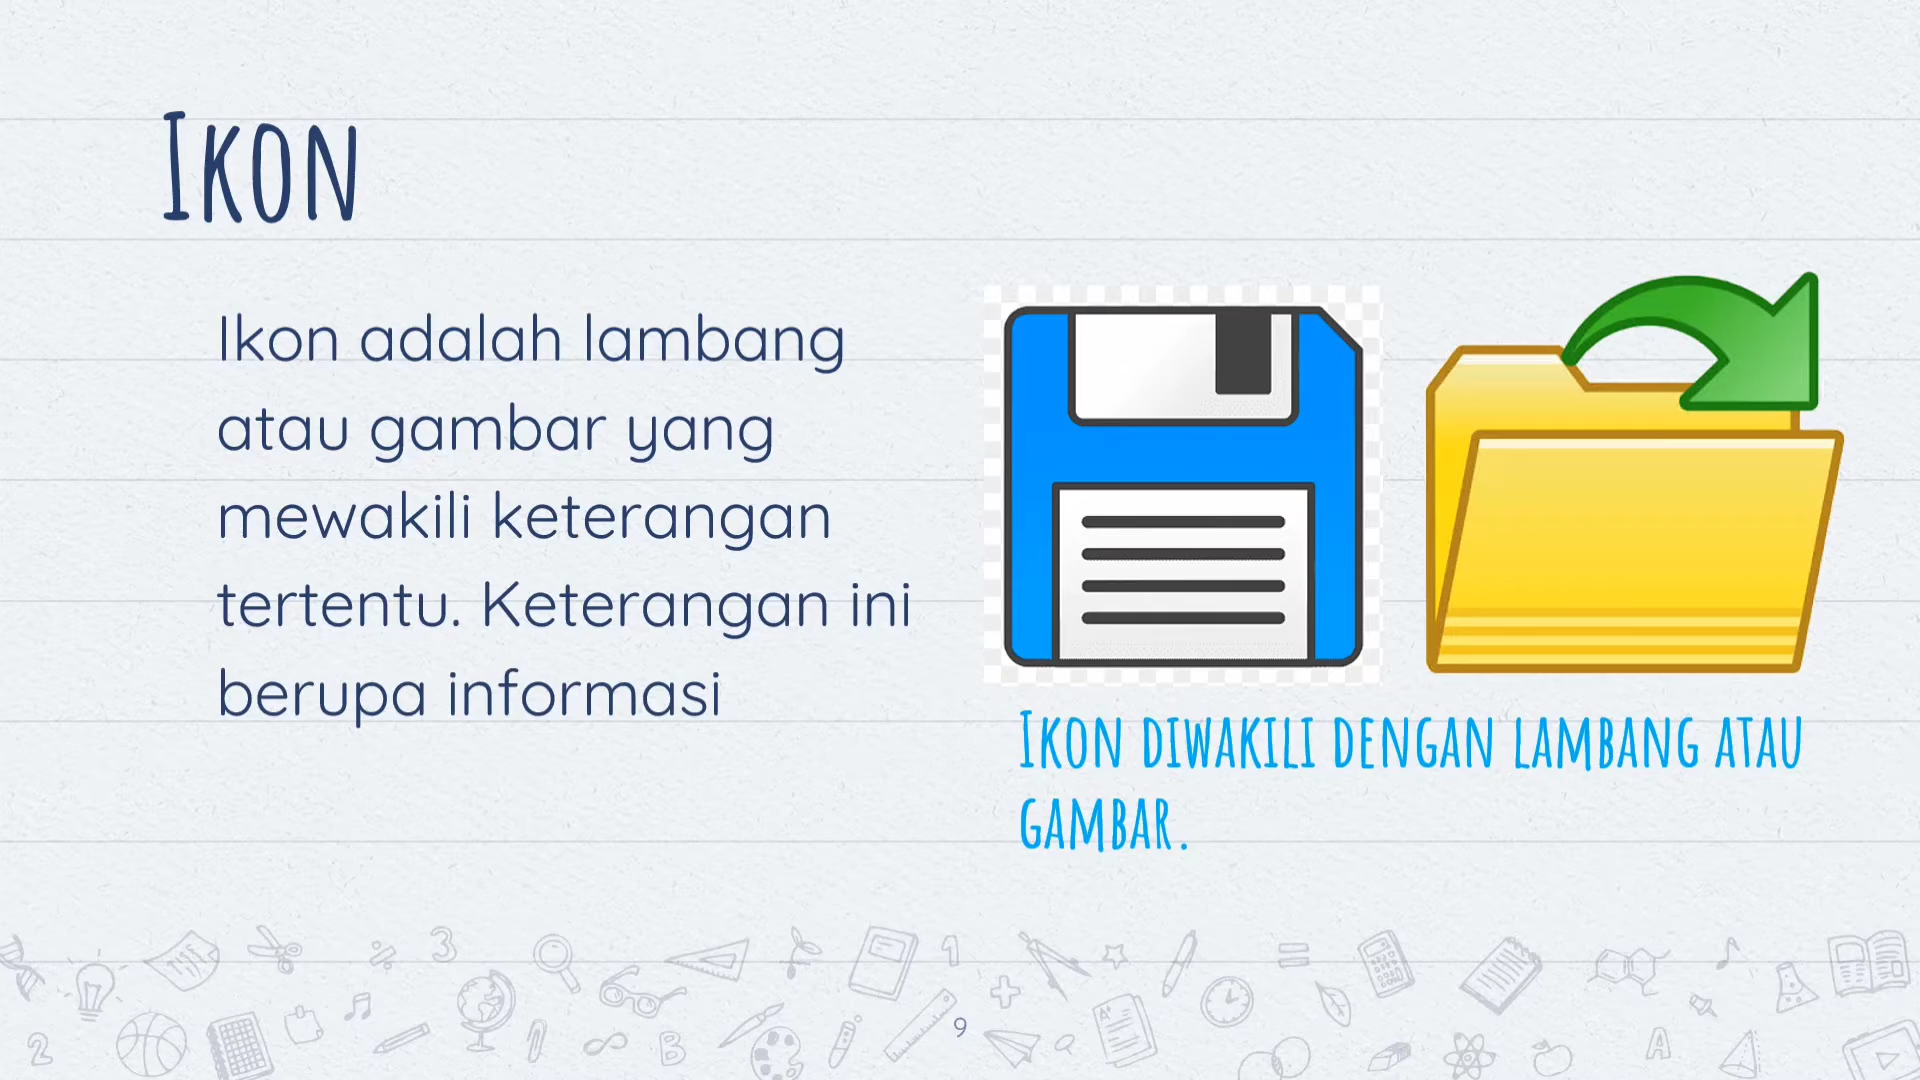 Ikon
Ikon adalah lambang
atau gambar yang
mewakili keterangan
tertentu. Keterangan ini
berupa informasi
Ikon diwakili dengan lambang atau
gambar.
9